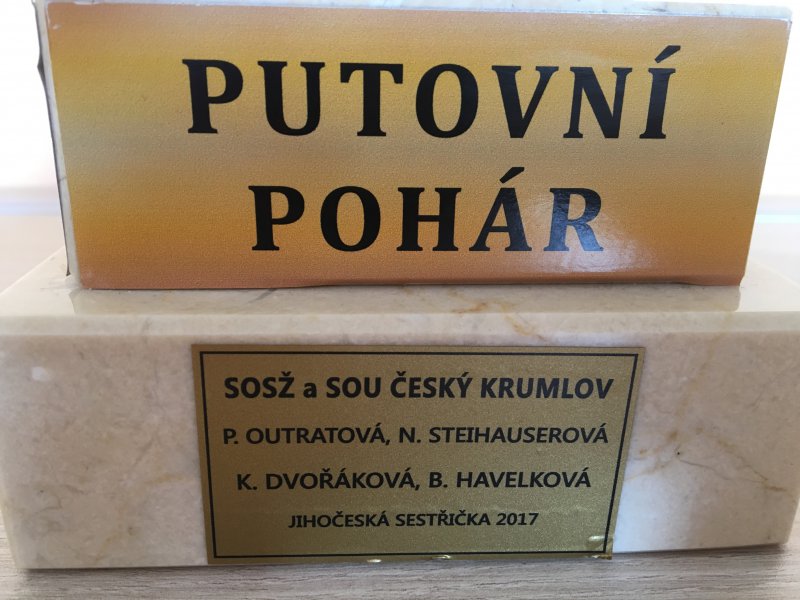 PUTOVNÍ
POHÁR
SOSŽ a SOU ČESKÝ KRUMLOV
P. OUTRATOVÁ, N. STEIHAUSEROVÁ
K. DVOŘÁKOVÁ, B. HAVELKOVÁ
JIHOČESKÁ SESTŘIČKA 2017